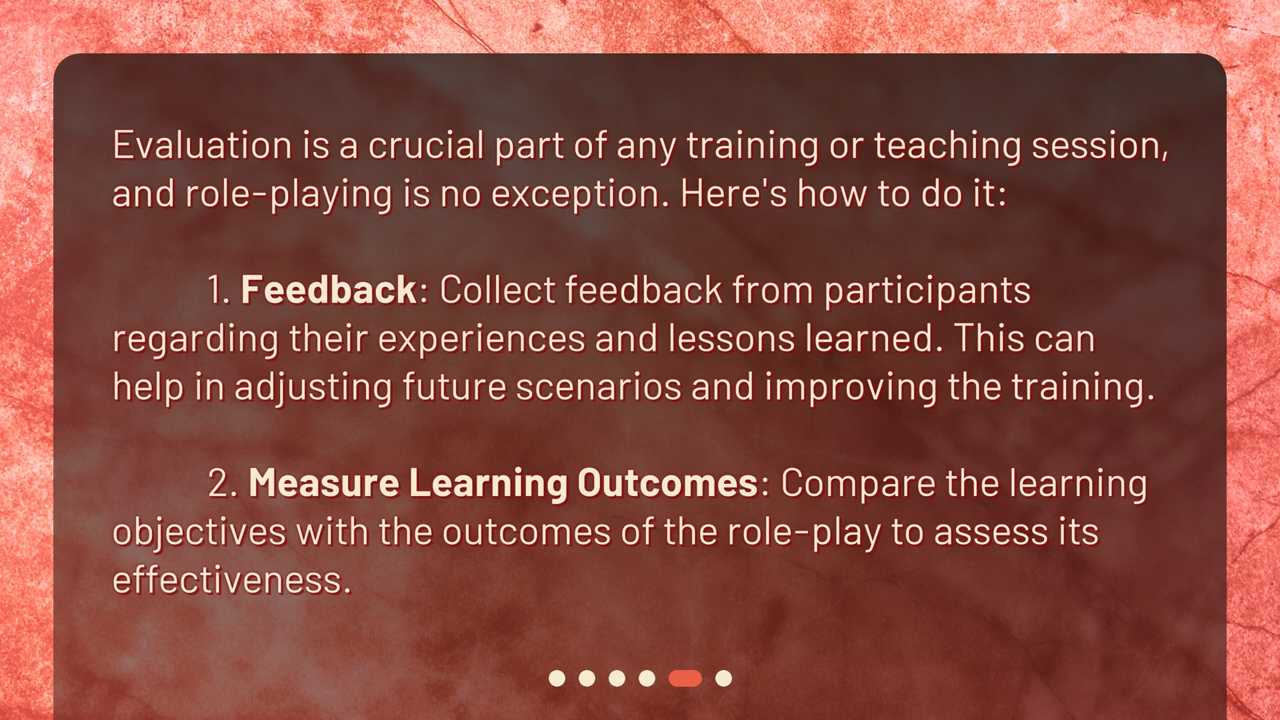 Evaluation is a crucial part of any training or teaching session,
and role-playing is no exception. Here's how to do it:
1. Feedback: Collect feedback from participants
regarding their experiences and lessons learned. This can
help in adjusting future scenarios and improving the training.
2. Measure Learning Outcomes: Compare the learning
objectives with the outcomes of the role-play to assess its
effectiveness.